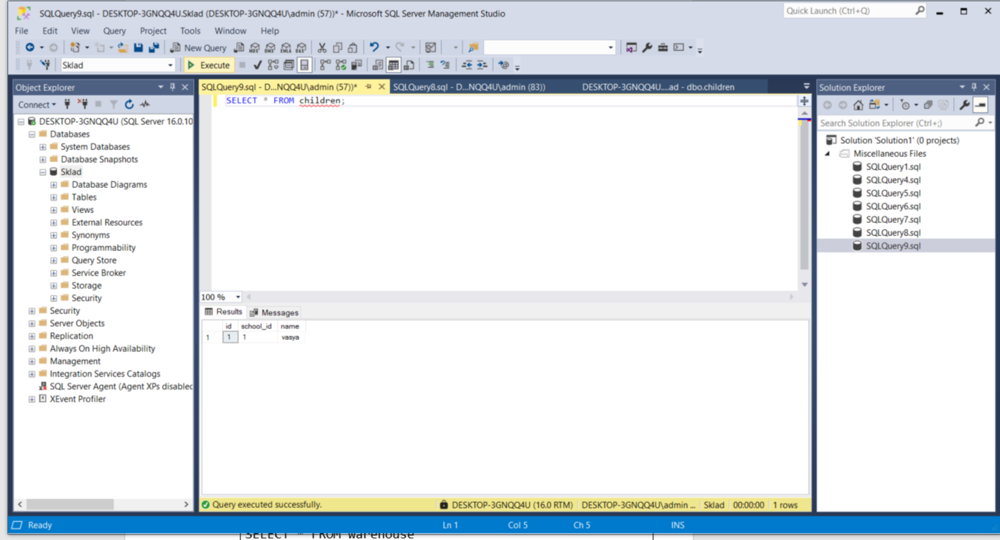 SQLQuery9.sql - DESKTOP-3GNQQ4U.Sklad (DESKTOP-3GNQQ4U\admin (57))* - Microsoft SQL Server Management Studio
Quick Launch (Ctrl+Q)
File Edit View Query Project Tools Window Help
New Query
Sklad
Execute
Object Explorer
Connect
DESKTOP-3GNQQ4U (SQL Server 16.0.10
Databases
System Databases
Database Snapshots
Sklad
Database Diagrams
Tables
Views
External Resources
Synonyms
Programmability
Query Store
Service Broker
Storage
Security
Security
Server Objects
Replication
Always On High Availability
Management
Integration Services Catalogs
SQL Server Agent (Agent XPs disabled
XEvent Profiler
SQLQuery9.sql - D...NQQ4U\admin (57))*
SQLQuery8.sql - D...NQQ4U\admin (83))
DESKTOP-3GNQQ4U....ad - dbo.children
SELECT * FROM children;
100 %
Results Messages
id school_id name
1 1 1 vasya
Query executed successfully.
DESKTOP-3GNQQ4U (16.0 RTM) DESKTOP-3GNQQ4U\admin ... Sklad 00:00:00 1 rows
Solution Explorer
Search Solution Explorer (Ctrl+;)
Solution 'Solution1' (0 projects)
Miscellaneous Files
SQLQuery1.sql
SQLQuery4.sql
SQLQuery5.sql
SQLQuery6.sql
SQLQuery7.sql
SQLQuery8.sql
SQLQuery9.sql
Ready
Ln 1 Col 5 Ch 5 INS
SELECT * FROM warehouse